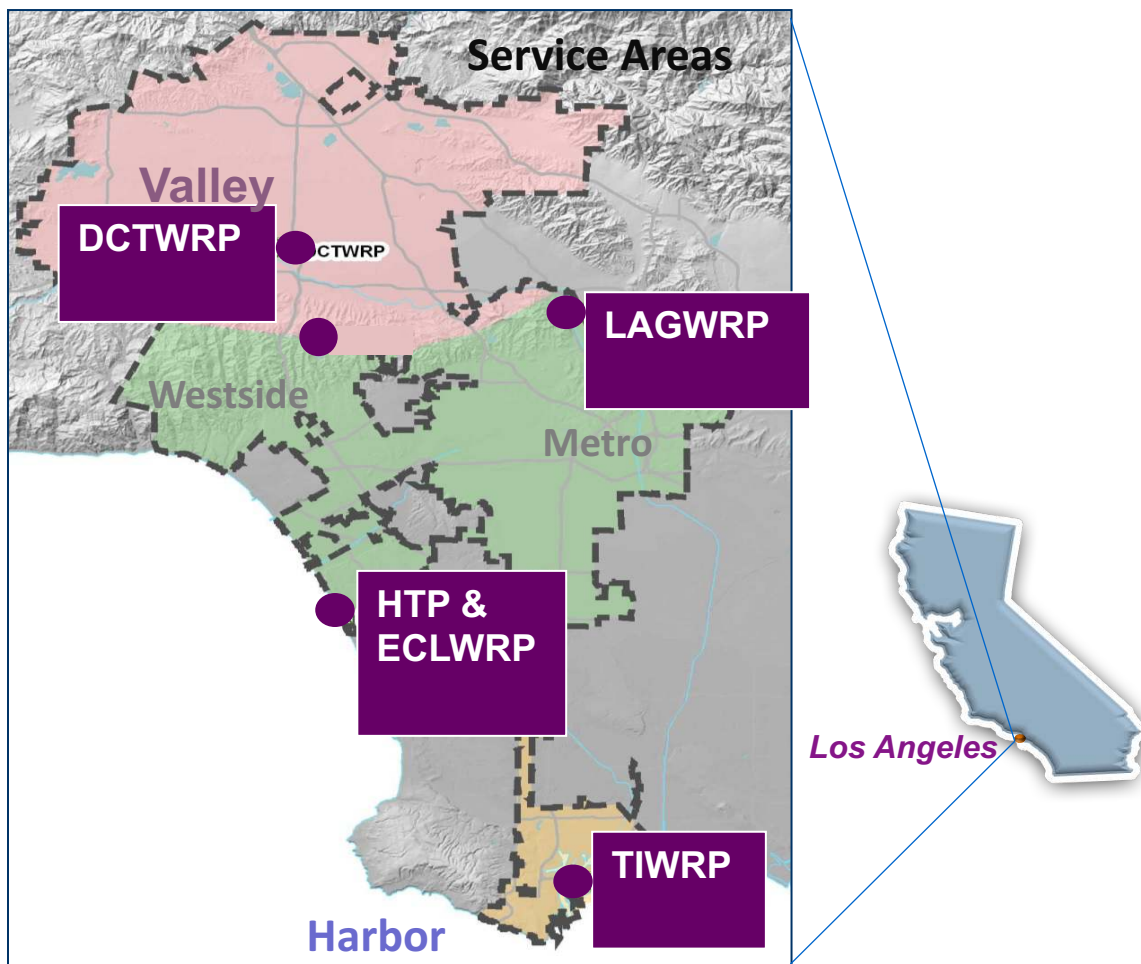 Service Areas
Valley
DCTWRP
CTWRP
LAGWRP
Westside
Metro
HTP &
ECLWRP
Los Angeles
TIWRP
Harbor